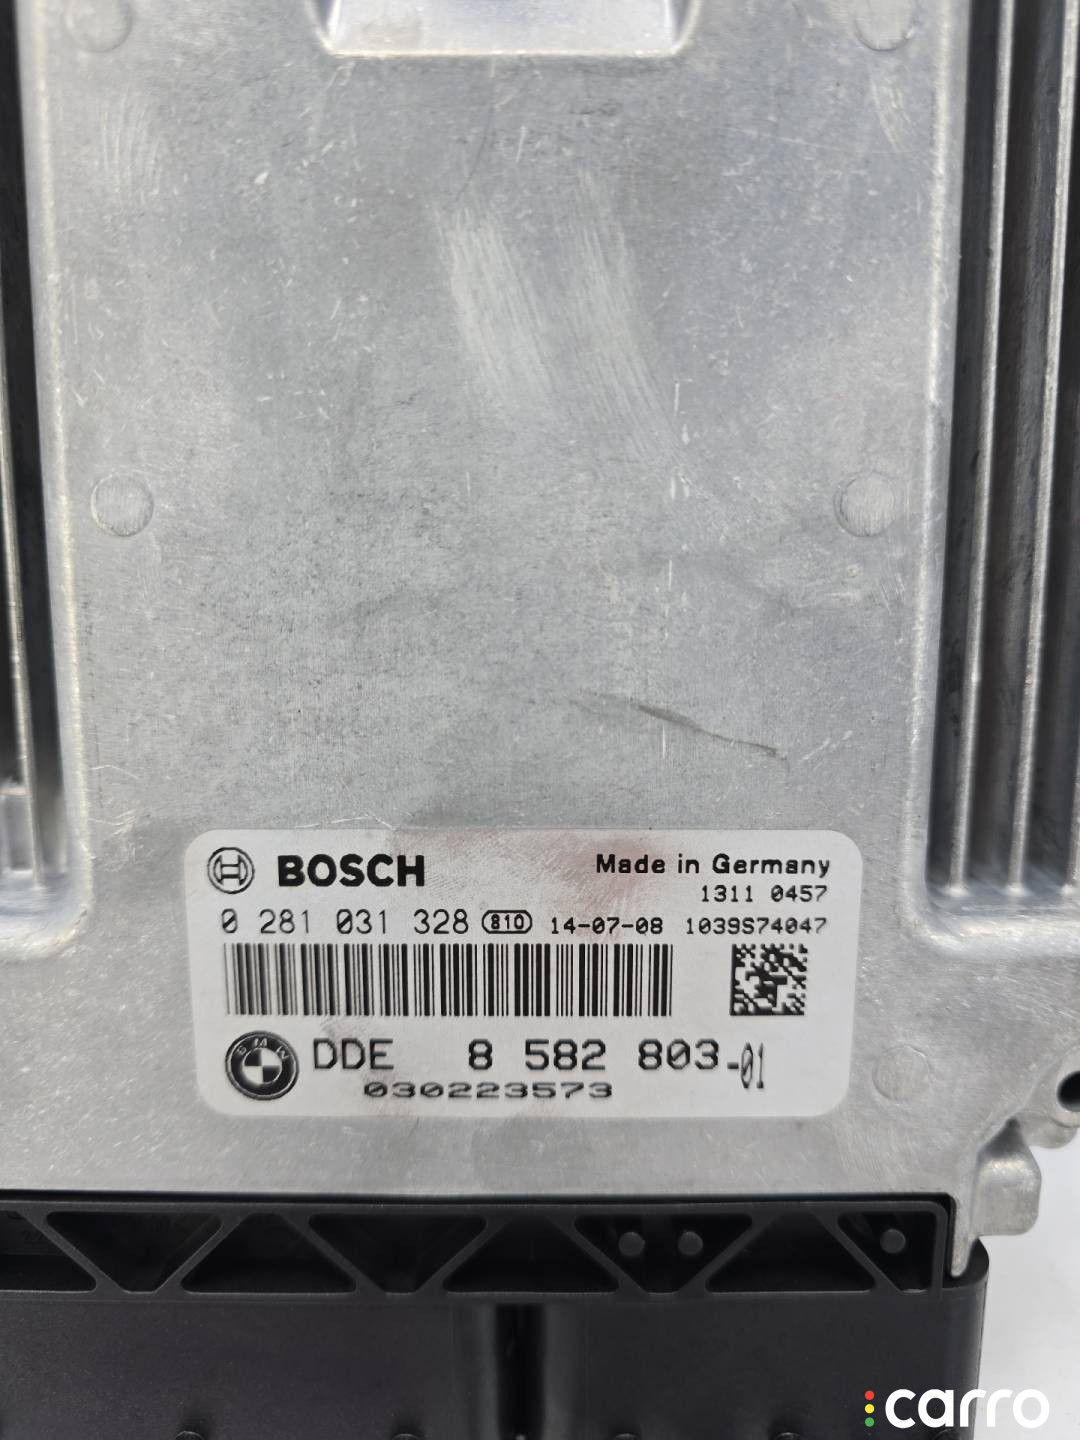 BOSCH
Made in Germany
1311 0457
0 281 031 328 810 14-07-08 1039S74047
BMW DDE 8 582 803-01
030223573
carro